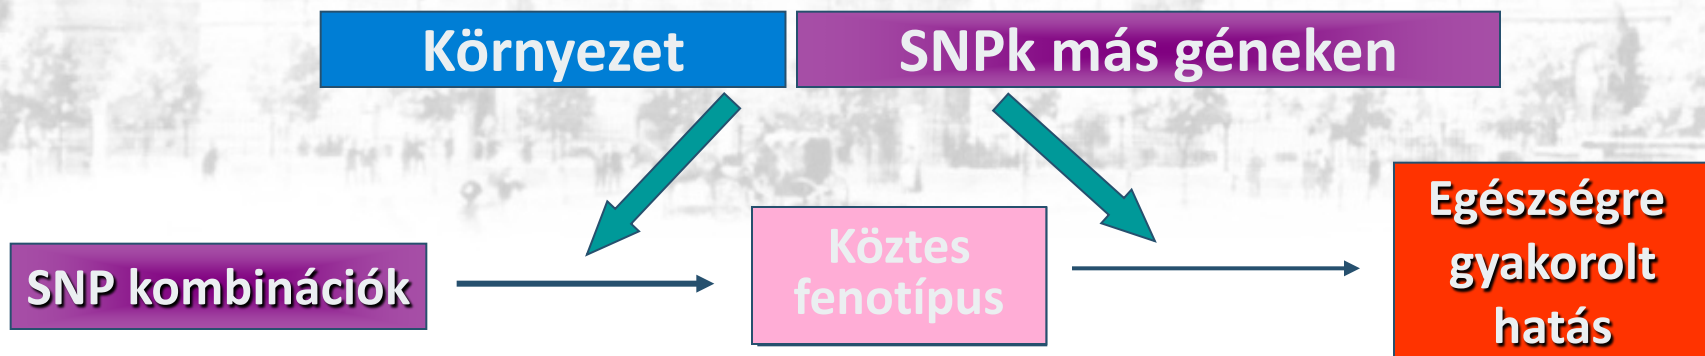 Környezet
SNPk más géneken
SNP kombinációk
Köztes
fenotípus
Egészségre
gyakorolt
hatás